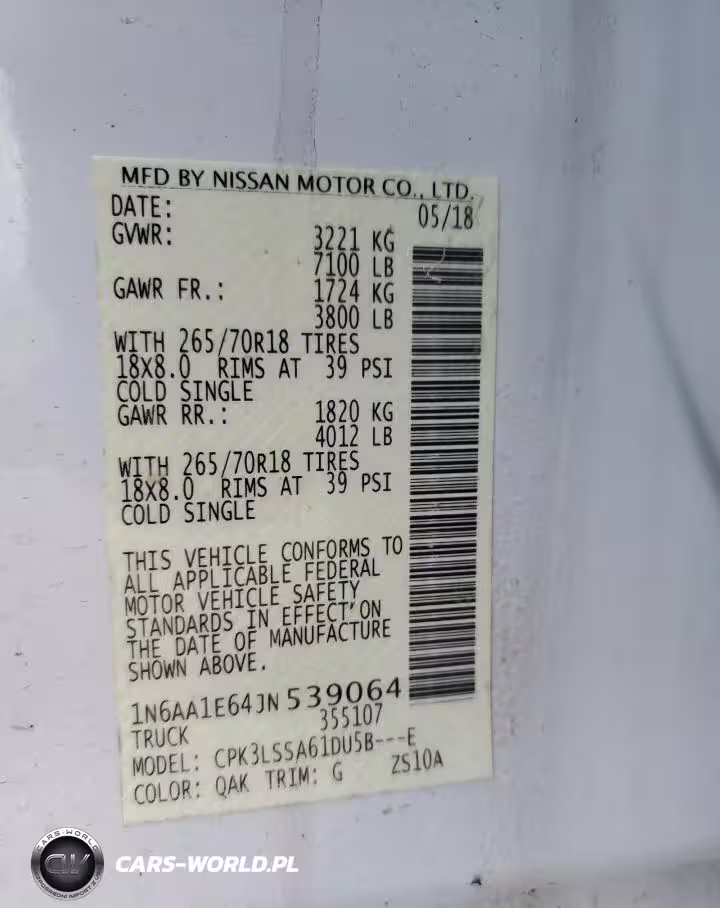 MFD BY NISSAN MOTOR CO., LTD.
DATE: 05/18
GVWR: 3221 KG
7100 LB
GAWR FR.: 1724 KG
3800 LB
WITH 265/70R18 TIRES
18X8.0 RIMS AT 39 PSI
COLD SINGLE
GAWR RR.: 1820 KG
4012 LB
WITH 265/70R18 TIRES
18X8.0 RIMS AT 39 PSI
COLD SINGLE
THIS VEHICLE CONFORMS TO
ALL APPLICABLE FEDERAL
MOTOR VEHICLE SAFETY
STANDARDS IN EFFECT ON
THE DATE OF MANUFACTURE
SHOWN ABOVE.
1N6AA1E64JN539064
355107
TRUCK
MODEL: CPK3LSSA61DU5B---E
COLOR: QAK TRIM: G ZS10A
CARS-WORLD
CW
CARS-WORLD.PL